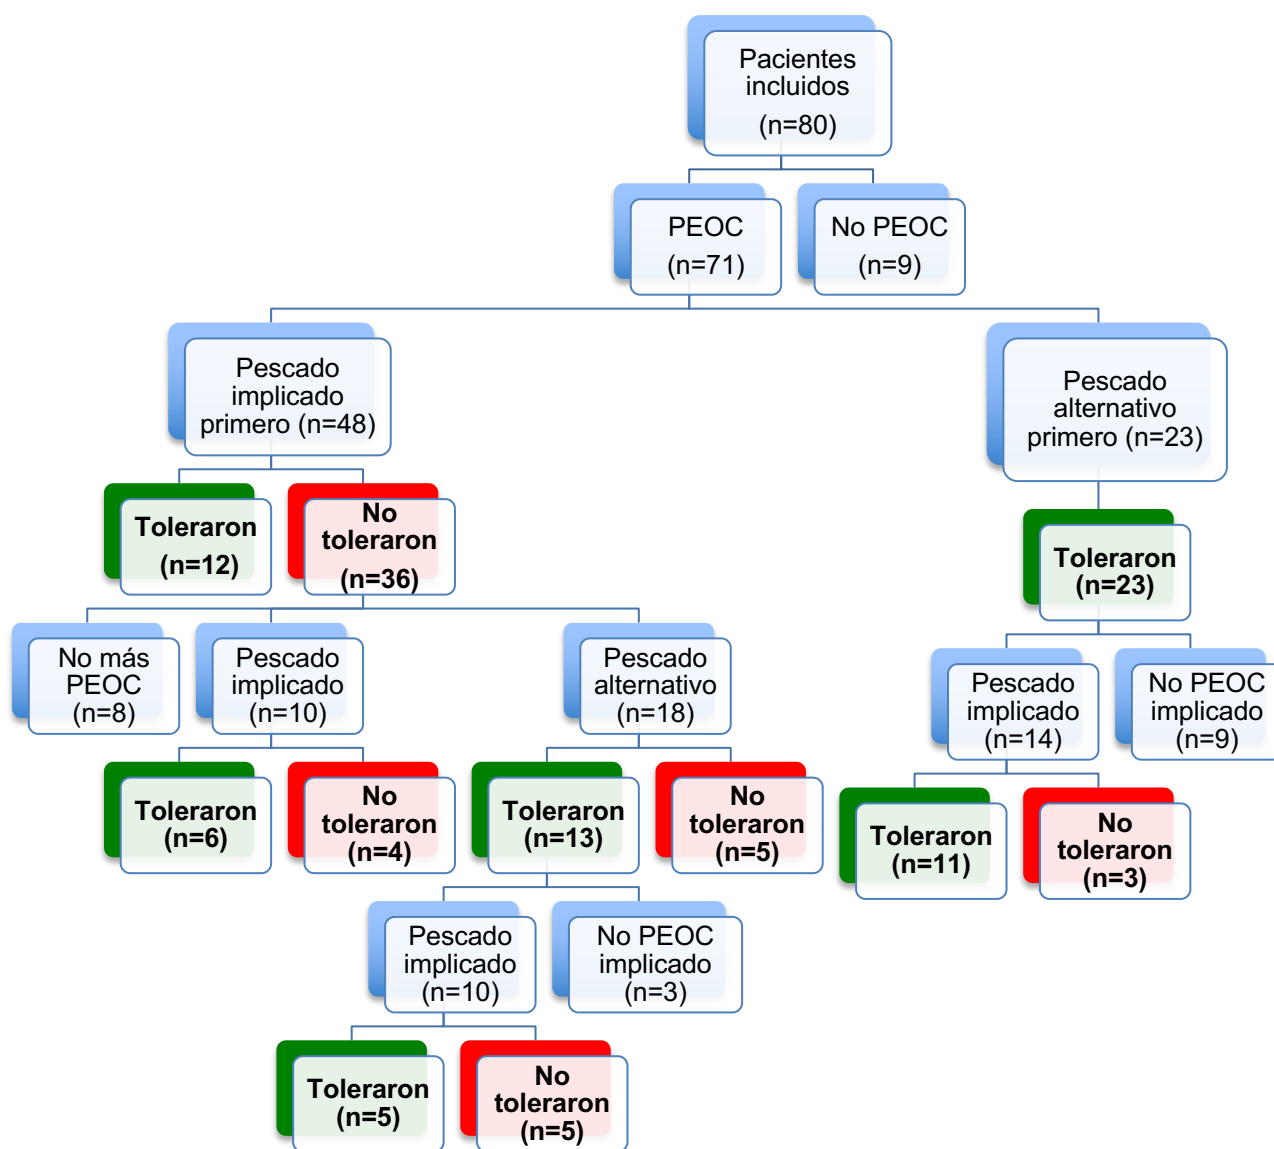 Pacientes
incluidos
(n=80)
PEOC
(n=71)
No PEOC
(n=9)
Pescado
implicado
primero (n=48)
Pescado
alternativo
primero (n=23)
Toleraron
(n=12)
No
toleraron
(n=36)
Toleraron
(n=23)
No más
PEOC
(n=8)
Pescado
implicado
(n=10)
Pescado
alternativo
(n=18)
Pescado
implicado
(n=14)
No PEOC
implicado
(n=9)
Toleraron
(n=6)
No
toleraron
(n=4)
Toleraron
(n=13)
No
toleraron
(n=5)
Toleraron
(n=11)
No
toleraron
(n=3)
Pescado
implicado
(n=10)
No PEOC
implicado
(n=3)
Toleraron
(n=5)
No
toleraron
(n=5)